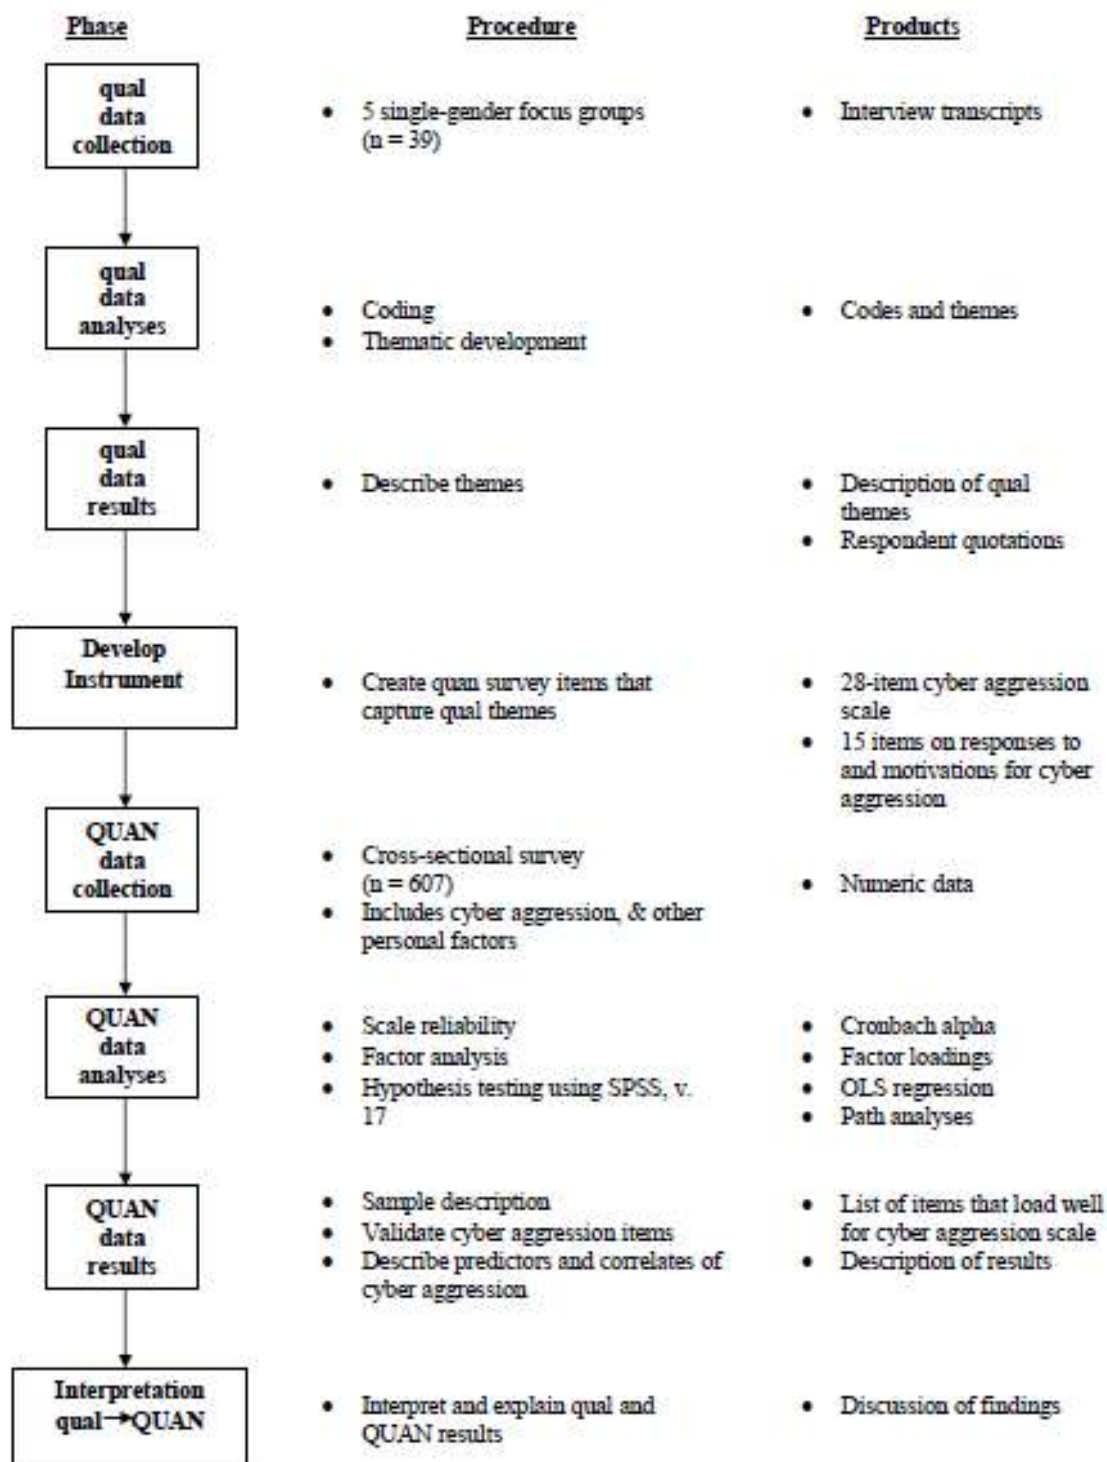 Phase
Procedure
Products
qual
data
collection
• 5 single-gender focus groups
(n = 39)
• Interview transcripts
qual
data
analyses
• Coding
• Thematic development
• Codes and themes
qual
data
results
• Describe themes
• Description of qual
themes
• Respondent quotations
Develop
Instrument
• Create quan survey items that
capture qual themes
• 28-item cyber aggression
scale
• 15 items on responses to
and motivations for cyber
aggression
QUAN
data
collection
• Cross-sectional survey
(n = 607)
• Includes cyber aggression, & other
personal factors
• Numeric data
QUAN
data
analyses
• Scale reliability
• Factor analysis
• Hypothesis testing using SPSS, v.
17
• Cronbach alpha
• Factor loadings
• OLS regression
• Path analyses
QUAN
data
results
• Sample description
• Validate cyber aggression items
• Describe predictors and correlates of
cyber aggression
• List of items that load well
for cyber aggression scale
• Description of results
Interpretation
qual→QUAN
• Interpret and explain qual and
QUAN results
• Discussion of findings